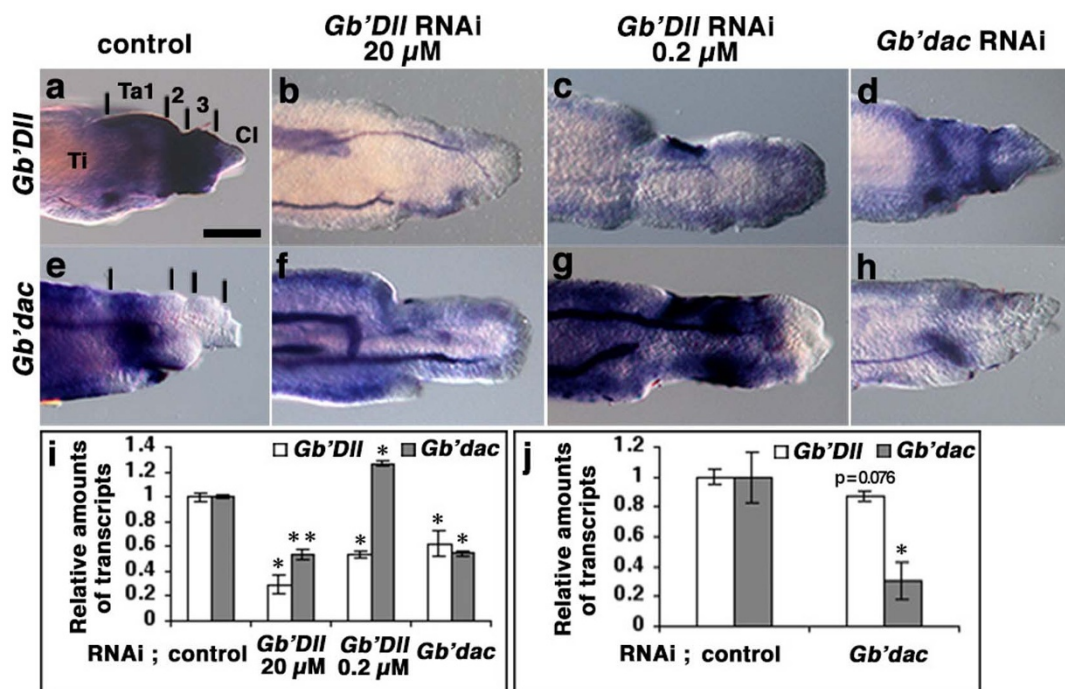 control
Gb'Dll RNAi
20 µM
Gb'Dll RNAi
0.2 µM
Gb'dac RNAi
Gb'Dll
a
Ta1 2 3
Cl
Ti
b
c
d
Gb'dac
e
f
g
h
i
Relative amounts
of transcripts
1.4
1.2
1
0.8
0.6
0.4
0.2
0
Gb'Dll
Gb'dac
*
**
*
*
*
*
RNAi ; control
Gb'Dll
20 µM
Gb'Dll
0.2 µM
Gb'dac
j
Relative amounts
of transcripts
1.2
1
0.8
0.6
0.4
0.2
0
Gb'Dll
Gb'dac
p=0.076
*
RNAi ; control
Gb'dac